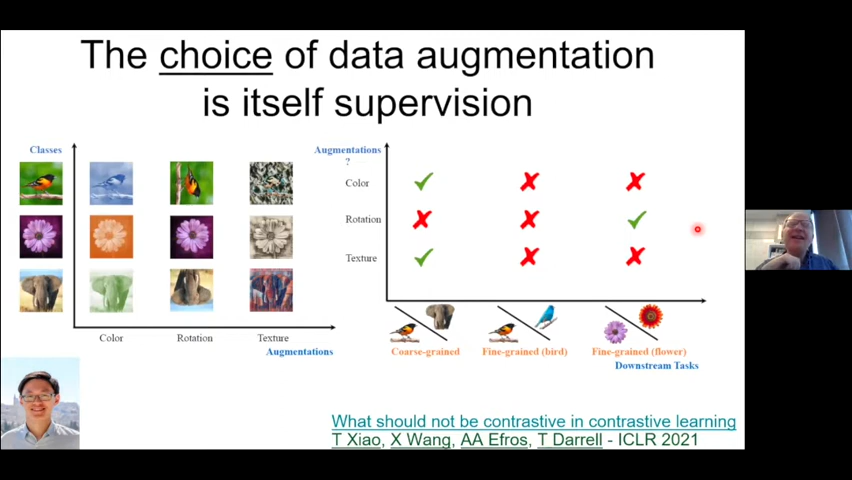 The choice of data augmentation
is itself supervision
Classes
Color
Rotation
Texture
Augmentations
Augmentations
?
Color
Rotation
Texture
Coarse-grained
Fine-grained (bird)
Fine-grained (flower)
Downstream Tasks
What should not be contrastive in contrastive learning
T Xiao, X Wang, AA Efros, T Darrell - ICLR 2021